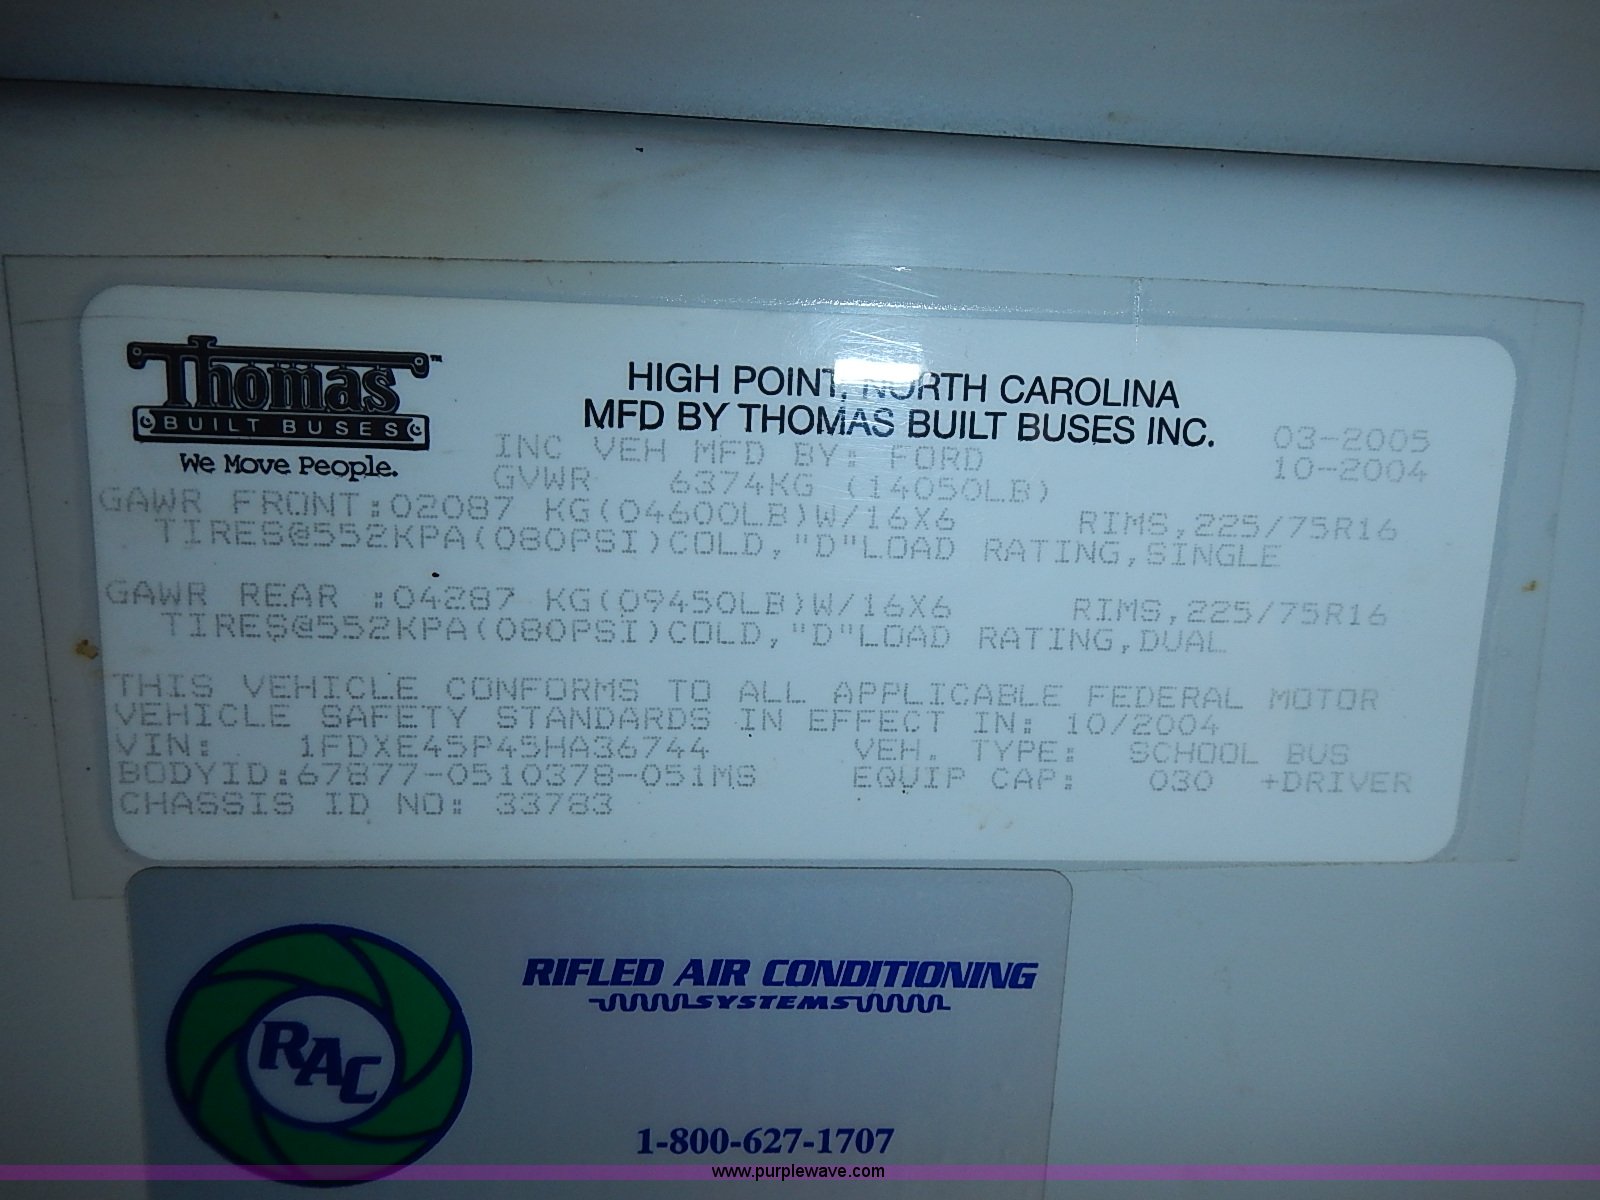 Thomas™
BUILT BUSES
We Move People.
HIGH POINT, NORTH CAROLINA
MFD BY THOMAS BUILT BUSES INC.
INC VEH MFD BY: FORD 03-2005
GVWR 6374KG (14050LB) 10-2004
GAWR FRONT:02087 KG(04600LB)W/16X6 RIMS,225/75R16
TIRES@552KPA(080PSI)COLD,"D"LOAD RATING,SINGLE
GAWR REAR :04287 KG(09450LB)W/16X6 RIMS,225/75R16
TIRES@552KPA(080PSI)COLD,"D"LOAD RATING,DUAL
THIS VEHICLE CONFORMS TO ALL APPLICABLE FEDERAL MOTOR
VEHICLE SAFETY STANDARDS IN EFFECT IN: 10/2004
VIN: 1FDXE45P45HA36744 VEH. TYPE: SCHOOL BUS
BODYID:67877-0510378-051MS EQUIP CAP: 030 +DRIVER
CHASSIS ID NO: 33783
RAC
RIFLED AIR CONDITIONING
SYSTEMS
1-800-627-1707
www.purplewave.com